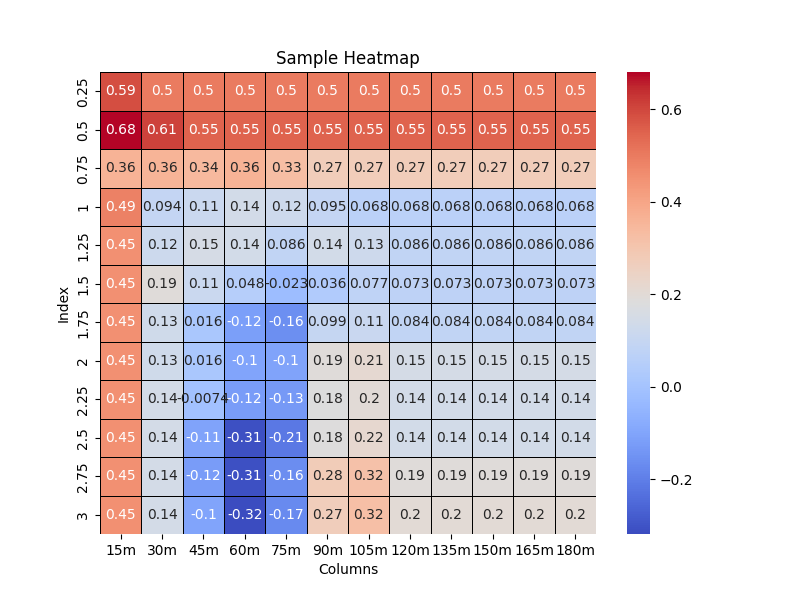 Sample Heatmap
0.25 0.59 0.5 0.5 0.5 0.5 0.5 0.5 0.5 0.5 0.5 0.5 0.5
0.5 0.68 0.61 0.55 0.55 0.55 0.55 0.55 0.55 0.55 0.55 0.55 0.55
0.75 0.36 0.36 0.34 0.36 0.33 0.27 0.27 0.27 0.27 0.27 0.27 0.27
1 0.49 0.094 0.11 0.14 0.12 0.095 0.068 0.068 0.068 0.068 0.068 0.068
1.25 0.45 0.12 0.15 0.14 0.086 0.14 0.13 0.086 0.086 0.086 0.086 0.086
1.5 0.45 0.19 0.11 0.048 -0.023 0.036 0.077 0.073 0.073 0.073 0.073 0.073
1.75 0.45 0.13 0.016 -0.12 -0.16 0.099 0.11 0.084 0.084 0.084 0.084 0.084
2 0.45 0.13 0.016 -0.1 -0.1 0.19 0.21 0.15 0.15 0.15 0.15 0.15
2.25 0.45 0.14 -0.0074 -0.12 -0.13 0.18 0.2 0.14 0.14 0.14 0.14 0.14
2.5 0.45 0.14 -0.11 -0.31 -0.21 0.18 0.22 0.14 0.14 0.14 0.14 0.14
2.75 0.45 0.14 -0.12 -0.31 -0.16 0.28 0.32 0.19 0.19 0.19 0.19 0.19
3 0.45 0.14 -0.1 -0.32 -0.17 0.27 0.32 0.2 0.2 0.2 0.2 0.2
15m 30m 45m 60m 75m 90m 105m 120m 135m 150m 165m 180m
Columns
Index
0.6
0.4
0.2
0.0
−0.2